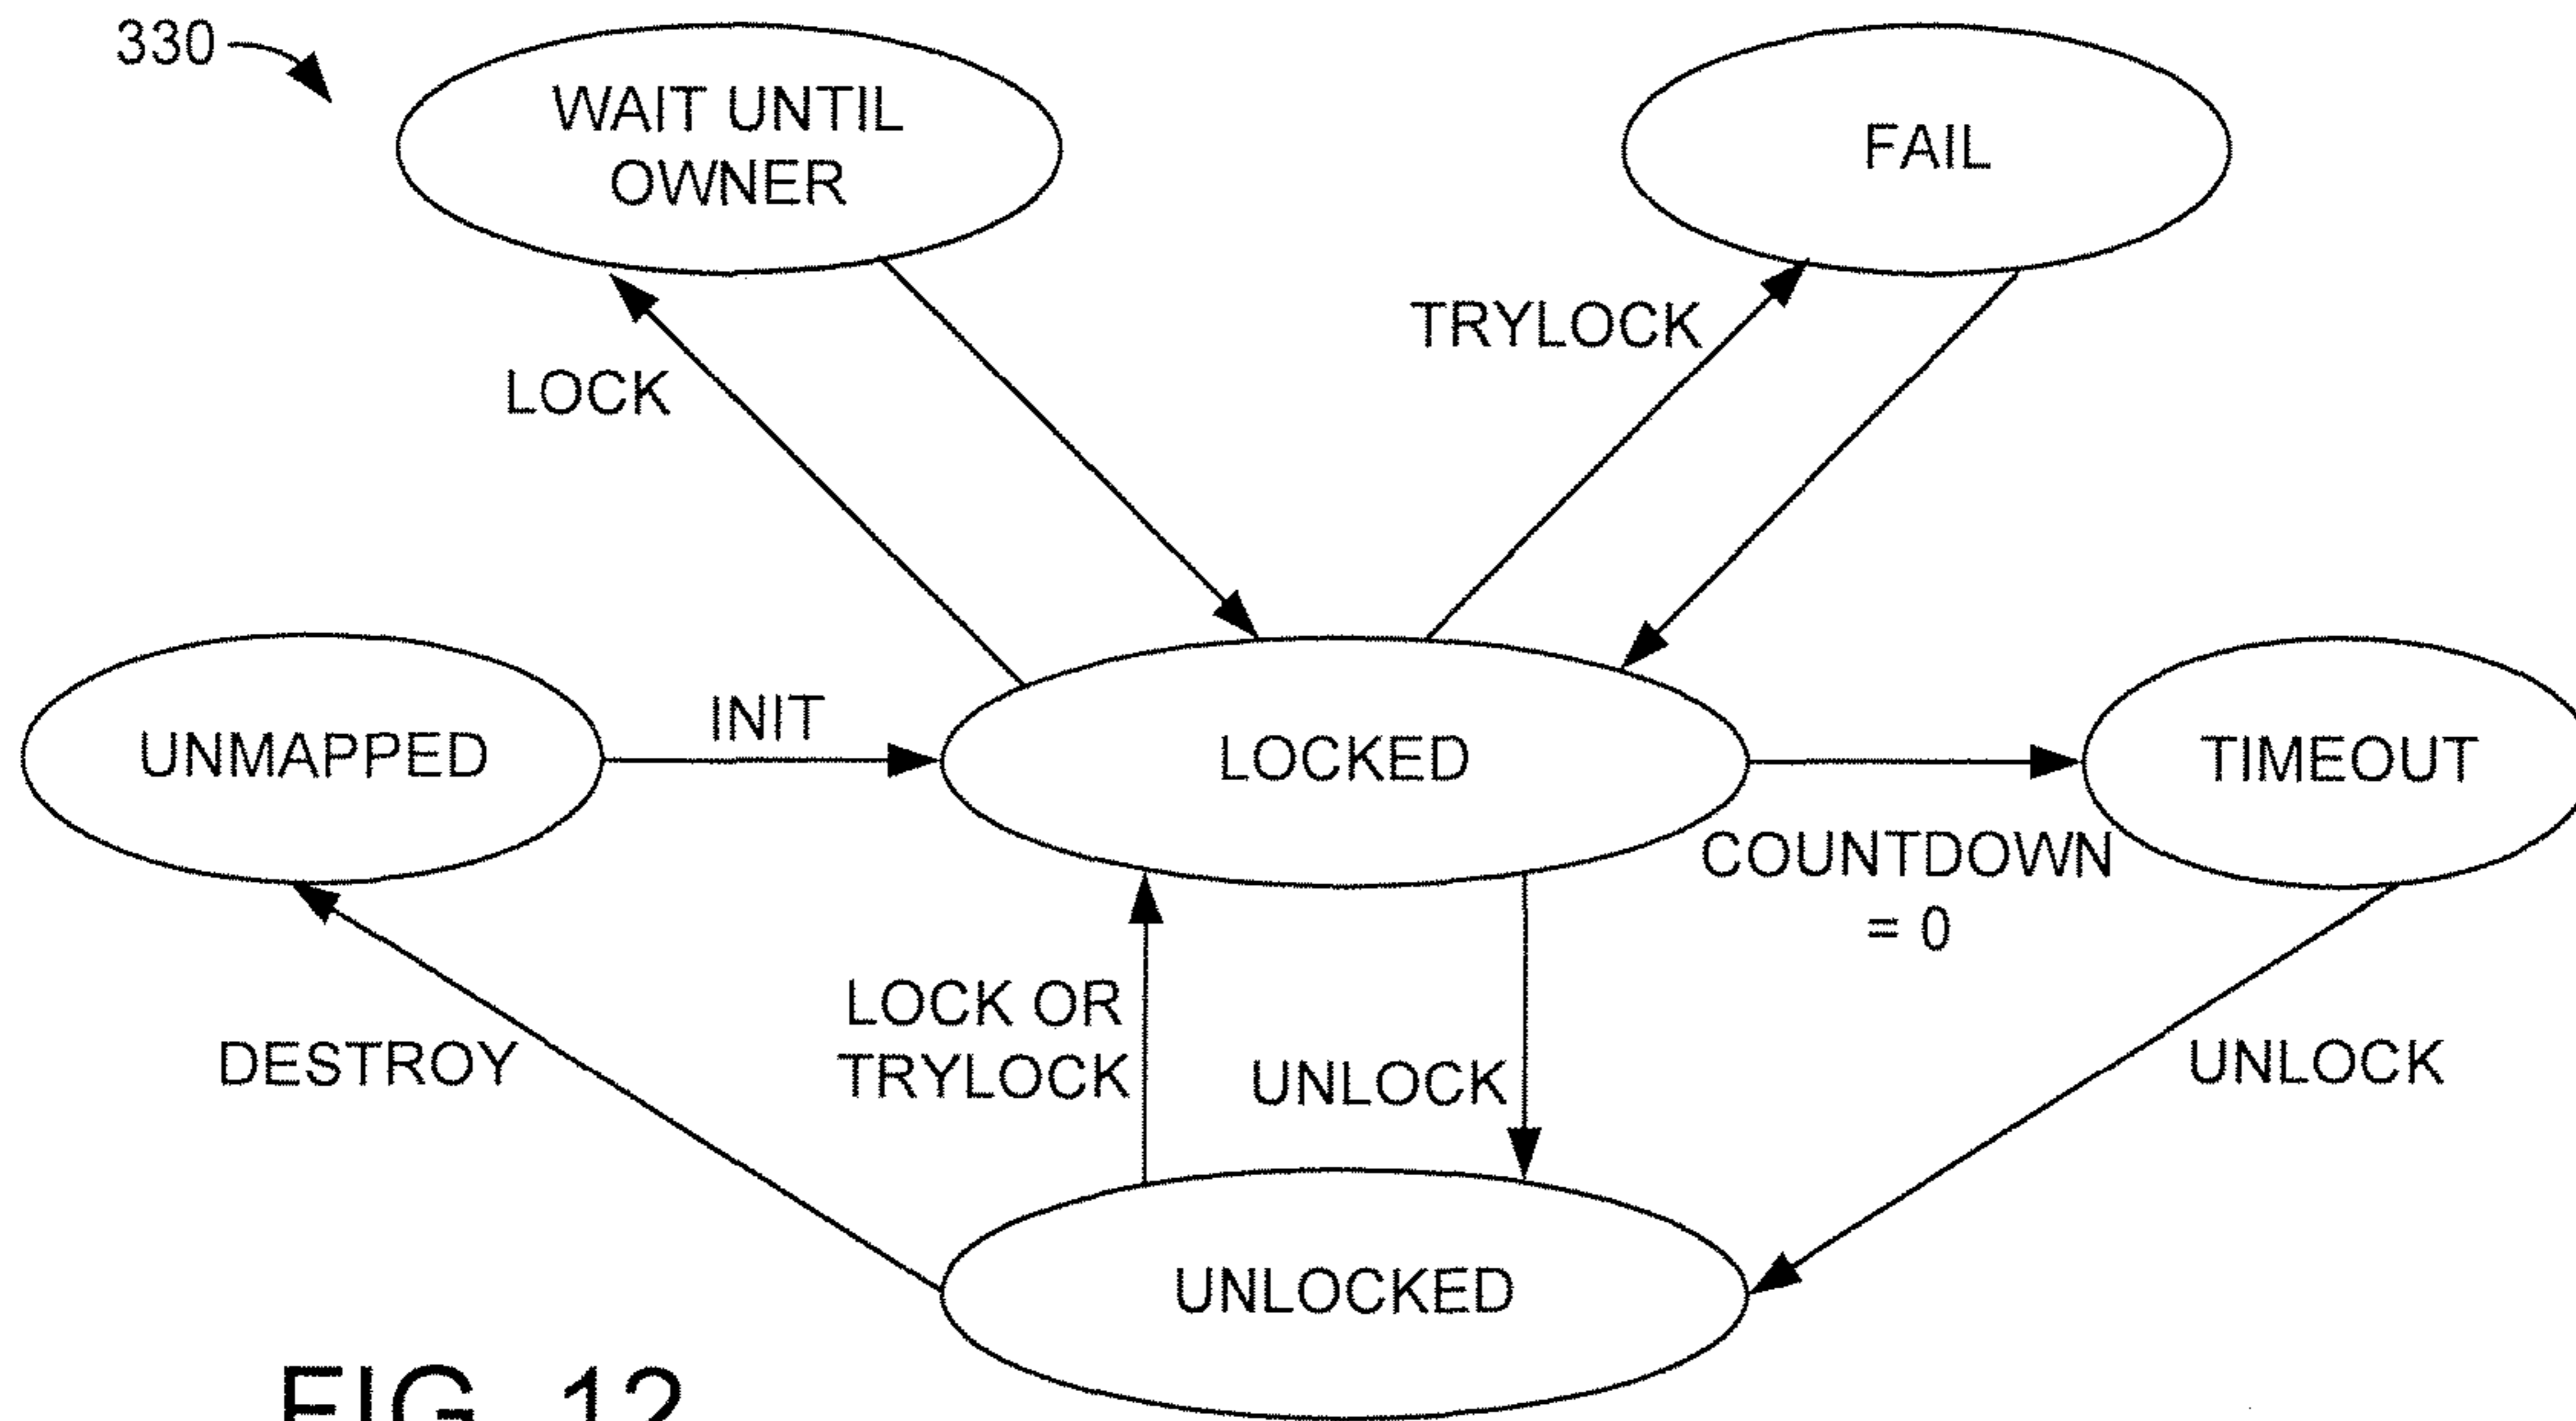 330
WAIT UNTIL
OWNER
FAIL
TRYLOCK
LOCK
INIT
UNMAPPED
LOCKED
TIMEOUT
COUNTDOWN
= 0
LOCK OR
TRYLOCK
DESTROY
UNLOCK
UNLOCK
UNLOCKED
FIG. 12